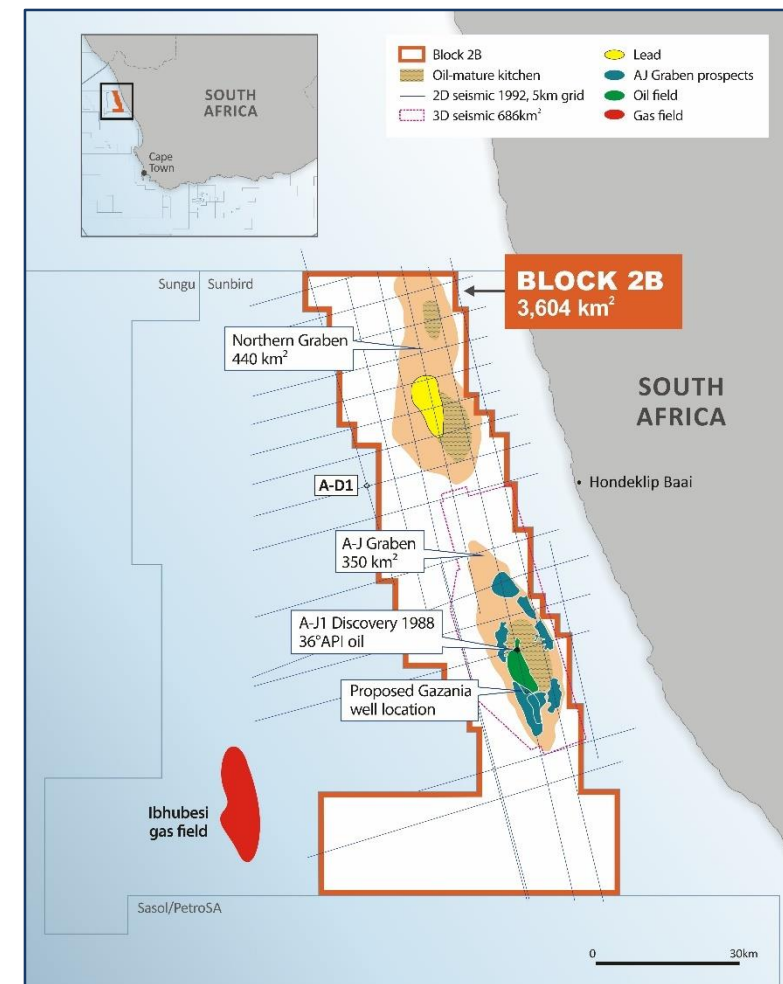 SOUTH
AFRICA
Cape
Town
Block 2B
Oil-mature kitchen
2D seismic 1992, 5km grid
3D seismic 686km²
Lead
AJ Graben prospects
Oil field
Gas field
Sungu
Sunbird
BLOCK 2B
3,604 km²
Northern Graben
440 km²
SOUTH
AFRICA
A-D1
Hondeklip Baai
A-J Graben
350 km²
A-J1 Discovery 1988
36°API oil
Proposed Gazania
well location
Ibhubesi
gas field
Sasol/PetroSA
0
30km